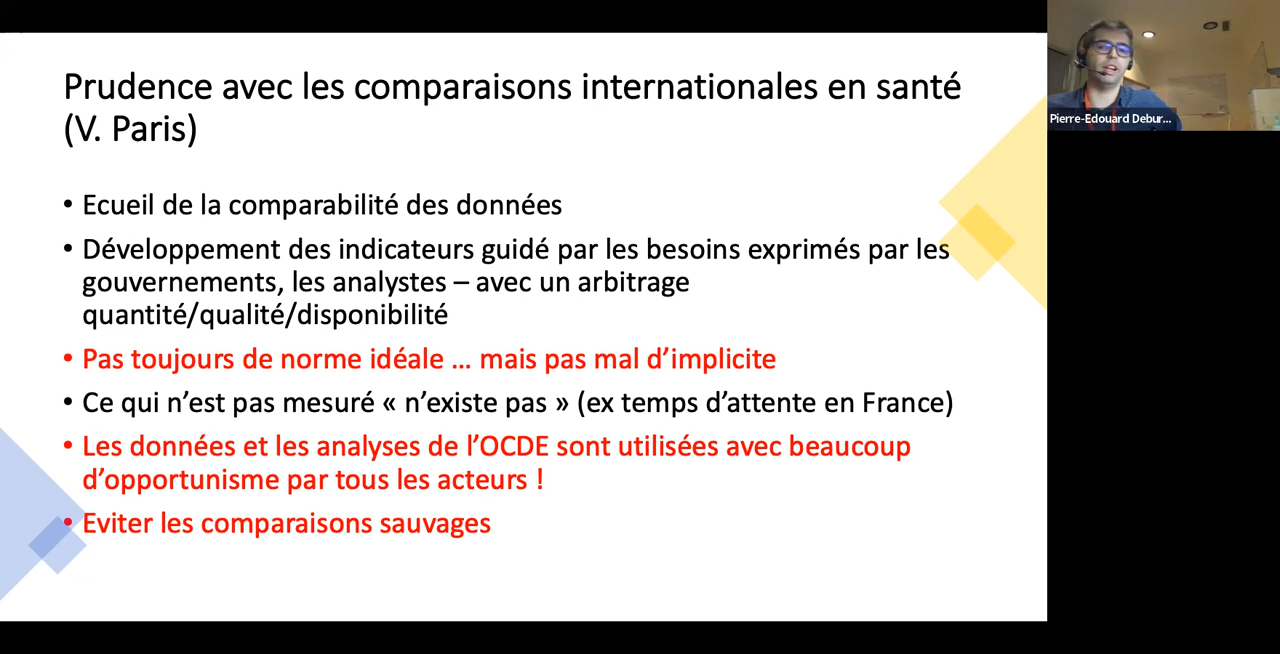 Prudence avec les comparaisons internationales en santé
(V. Paris)
• Ecueil de la comparabilité des données
• Développement des indicateurs guidé par les besoins exprimés par les
gouvernements, les analystes – avec un arbitrage
quantité/qualité/disponibilité
• Pas toujours de norme idéale … mais pas mal d’implicite
• Ce qui n’est pas mesuré « n’existe pas » (ex temps d’attente en France)
• Les données et les analyses de l’OCDE sont utilisées avec beaucoup
d’opportunisme par tous les acteurs !
• Eviter les comparaisons sauvages
Pierre-Edouard Debur...